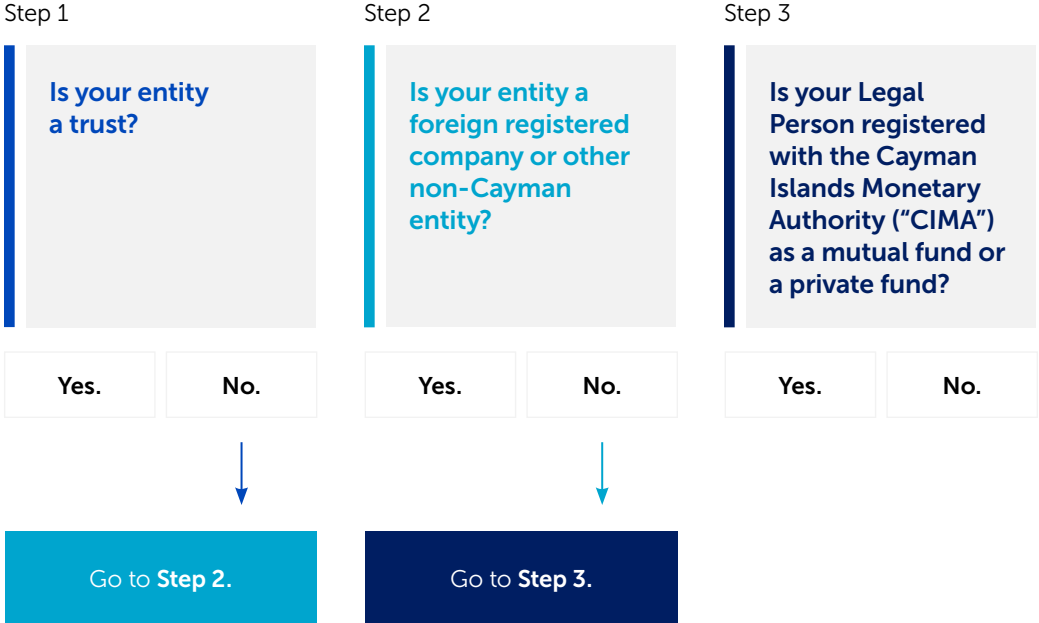 Step 1
Is your entity
a trust?
Yes.
No.
Go to Step 2.
Step 2
Is your entity a
foreign registered
company or other
non-Cayman
entity?
Yes.
No.
Go to Step 3.
Step 3
Is your Legal
Person registered
with the Cayman
Islands Monetary
Authority (“CIMA”)
as a mutual fund or
a private fund?
Yes.
No.